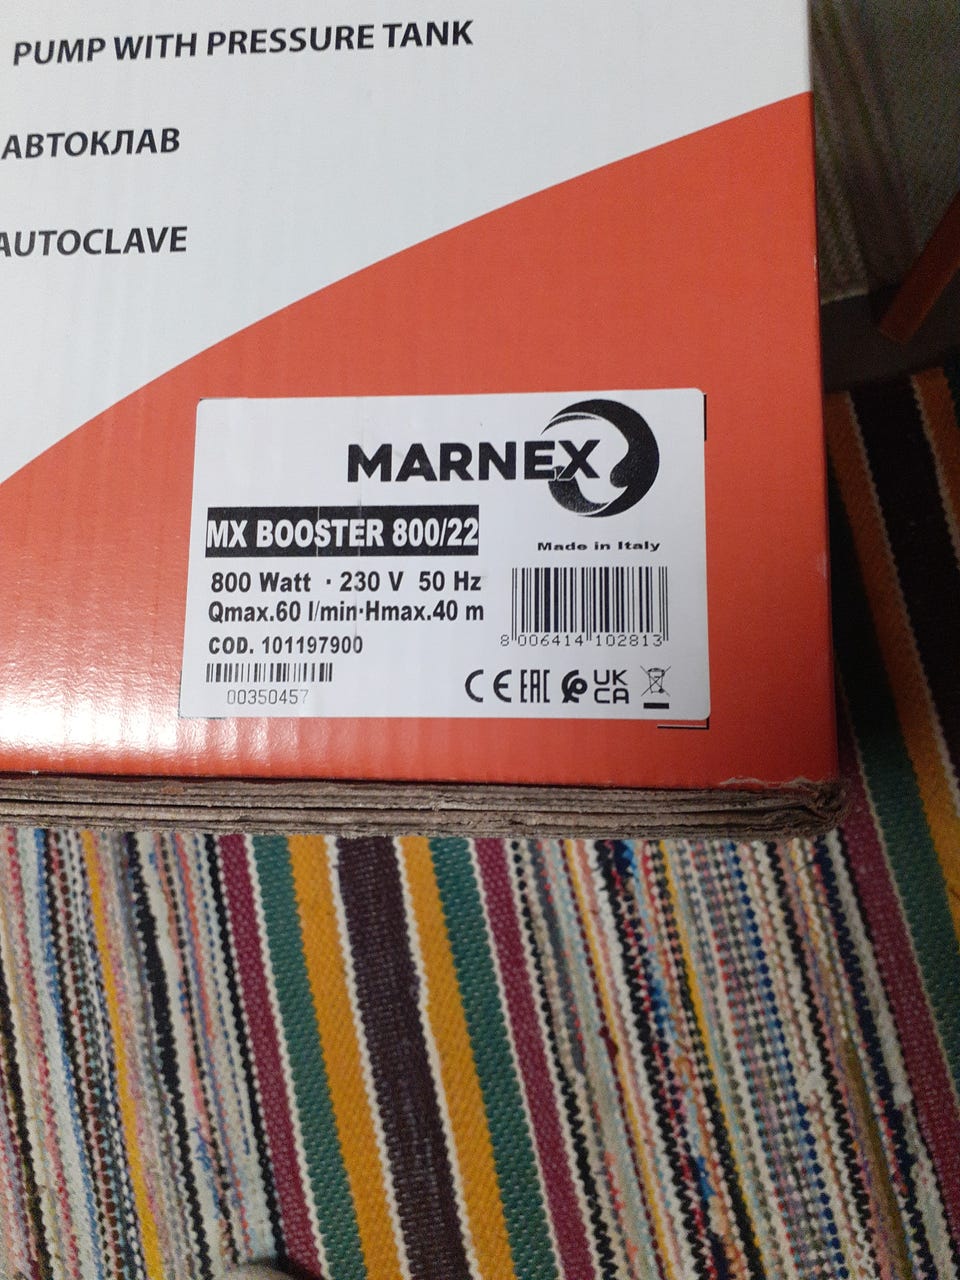 PUMP WITH PRESSURE TANK
АВТОКЛАВ
AUTOCLAVE
MARNEX
MX BOOSTER 800/22
Made in Italy
800 Watt · 230 V 50 Hz
Qmax.60 l/min·Hmax.40 m
COD. 101197900
8 006414 102813
00350457
CE EAC UK CA